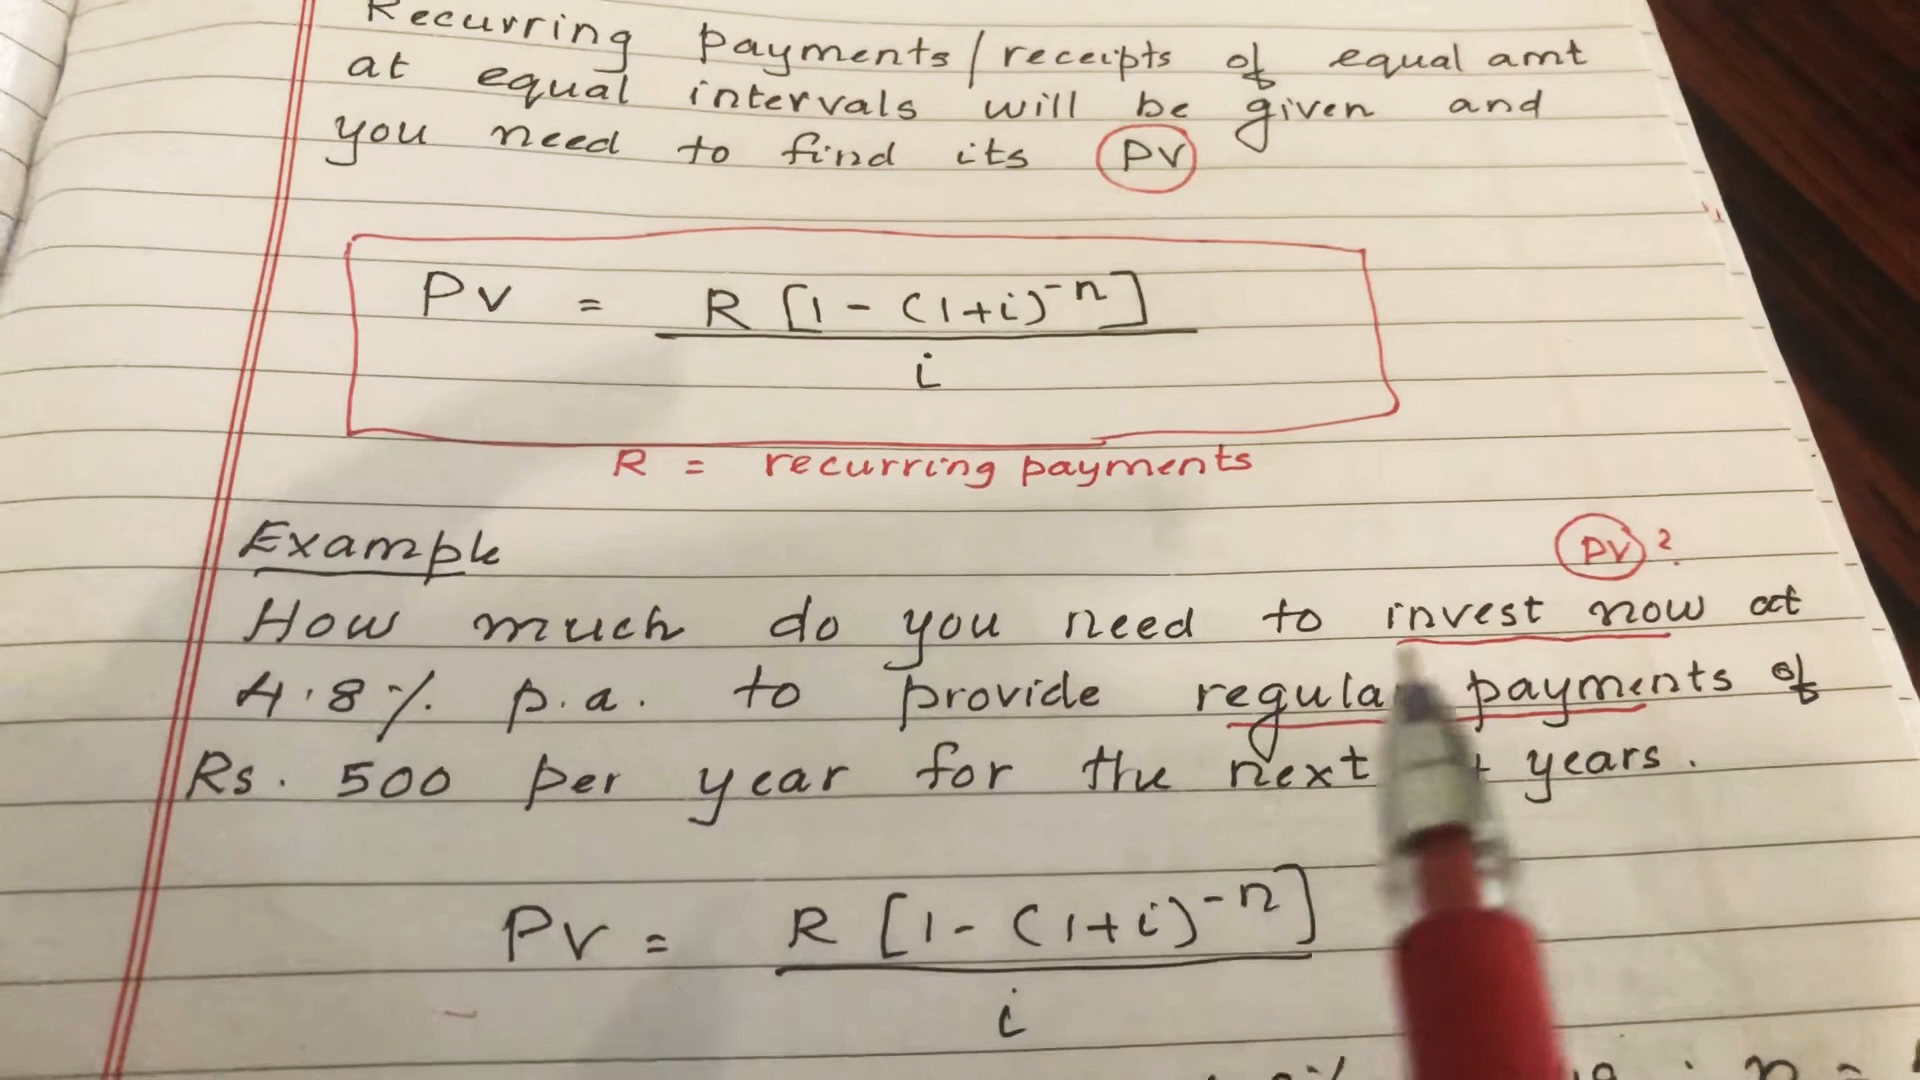 Recurring payments/receipts of equal amt
at equal intervals will be given and
you need to find its PV
PV = R [1 - (1+i)^-n]
i
R = recurring payments
Example
PV ?
How much do you need to invest now at
4.8% p.a. to provide regular payments of
Rs. 500 per year for the next years.
PV = R [1 - (1+i)^-n]
i